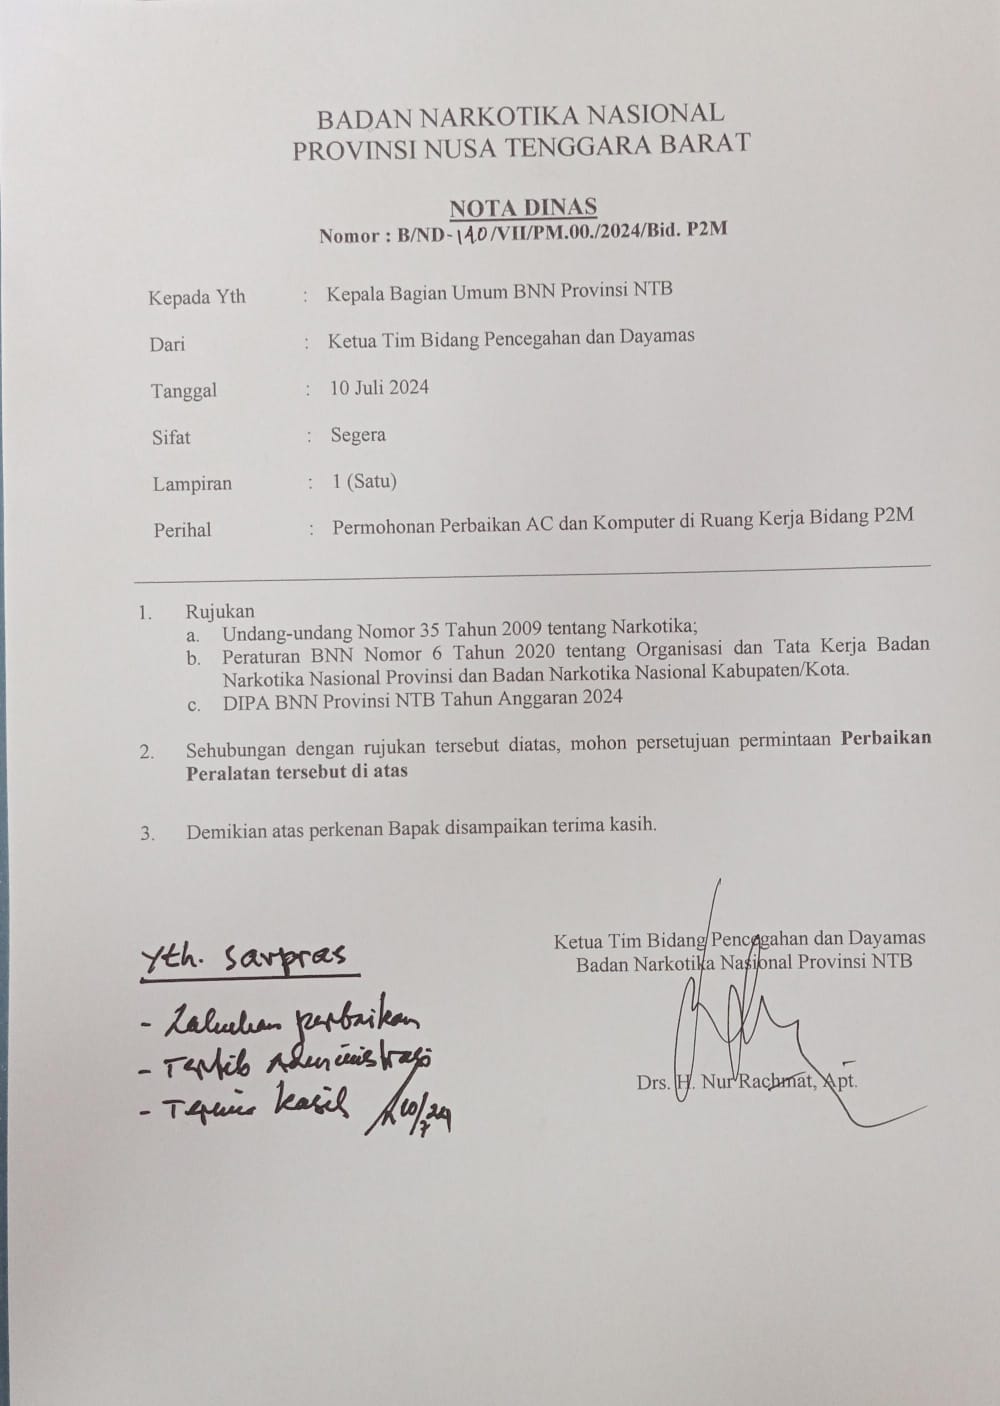 BADAN NARKOTIKA NASIONAL
PROVINSI NUSA TENGGARA BARAT
NOTA DINAS
Nomor : B/ND-140/VII/PM.00./2024/Bid. P2M
Kepada Yth : Kepala Bagian Umum BNN Provinsi NTB
Dari : Ketua Tim Bidang Pencegahan dan Dayamas
Tanggal : 10 Juli 2024
Sifat : Segera
Lampiran : 1 (Satu)
Perihal : Permohonan Perbaikan AC dan Komputer di Ruang Kerja Bidang P2M
1. Rujukan
a. Undang-undang Nomor 35 Tahun 2009 tentang Narkotika;
b. Peraturan BNN Nomor 6 Tahun 2020 tentang Organisasi dan Tata Kerja Badan
Narkotika Nasional Provinsi dan Badan Narkotika Nasional Kabupaten/Kota.
c. DIPA BNN Provinsi NTB Tahun Anggaran 2024
2. Sehubungan dengan rujukan tersebut diatas, mohon persetujuan permintaan Perbaikan
Peralatan tersebut di atas
3. Demikian atas perkenan Bapak disampaikan terima kasih.
Ketua Tim Bidang Pencegahan dan Dayamas
Badan Narkotika Nasional Provinsi NTB
Drs. H. Nur Rachmat, Apt.
Yth. Sarpras
- Lakukan perbaikan
- Tertib Administrasi
- Terima kasih 10/7 24